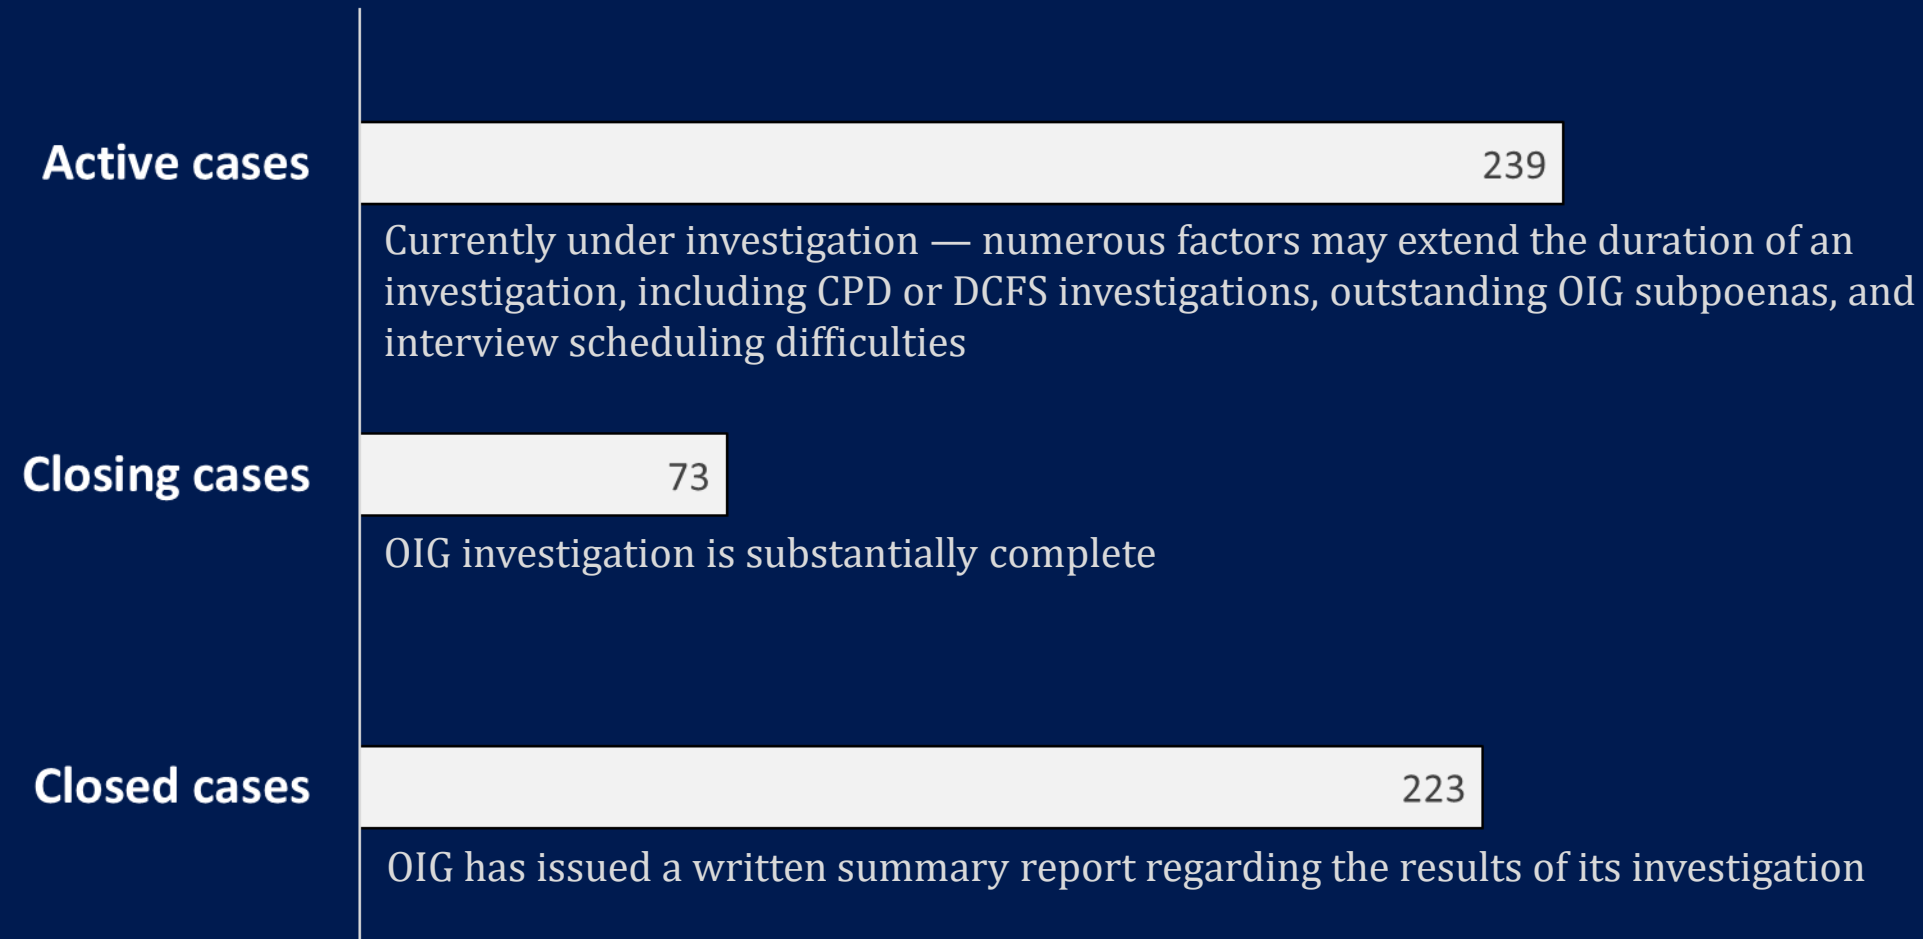 Active cases
239
Currently under investigation — numerous factors may extend the duration of an
investigation, including CPD or DCFS investigations, outstanding OIG subpoenas, and
interview scheduling difficulties
Closing cases
73
OIG investigation is substantially complete
Closed cases
223
OIG has issued a written summary report regarding the results of its investigation